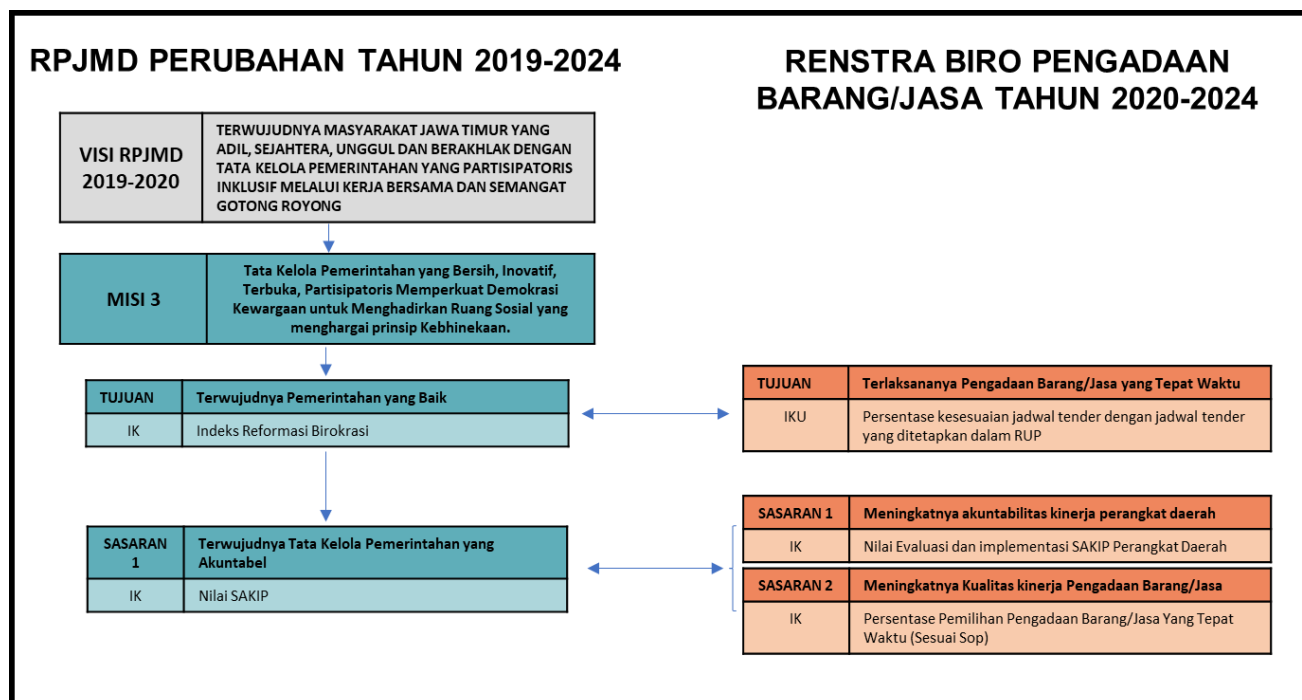 RPJMD PERUBAHAN TAHUN 2019-2024
VISI RPJMD
2019-2020
TERWUJUDNYA MASYARAKAT JAWA TIMUR YANG
ADIL, SEJAHTERA, UNGGUL DAN BERAKHLAK DENGAN
TATA KELOLA PEMERINTAHAN YANG PARTISIPATORIS
INKLUSIF MELALUI KERJA BERSAMA DAN SEMANGAT
GOTONG ROYONG
MISI 3
Tata Kelola Pemerintahan yang Bersih, Inovatif,
Terbuka, Partisipatoris Memperkuat Demokrasi
Kewargaan untuk Menghadirkan Ruang Sosial yang
menghargai prinsip Kebhinekaan.
TUJUAN
Terwujudnya Pemerintahan yang Baik
IK
Indeks Reformasi Birokrasi
SASARAN
1
Terwujudnya Tata Kelola Pemerintahan yang
Akuntabel
IK
Nilai SAKIP
RENSTRA BIRO PENGADAAN
BARANG/JASA TAHUN 2020-2024
TUJUAN
Terlaksananya Pengadaan Barang/Jasa yang Tepat Waktu
IKU
Persentase kesesuaian jadwal tender dengan jadwal tender
yang ditetapkan dalam RUP
SASARAN 1
Meningkatnya akuntabilitas kinerja perangkat daerah
IK
Nilai Evaluasi dan implementasi SAKIP Perangkat Daerah
SASARAN 2
Meningkatnya Kualitas kinerja Pengadaan Barang/Jasa
IK
Persentase Pemilihan Pengadaan Barang/Jasa Yang Tepat
Waktu (Sesuai Sop)